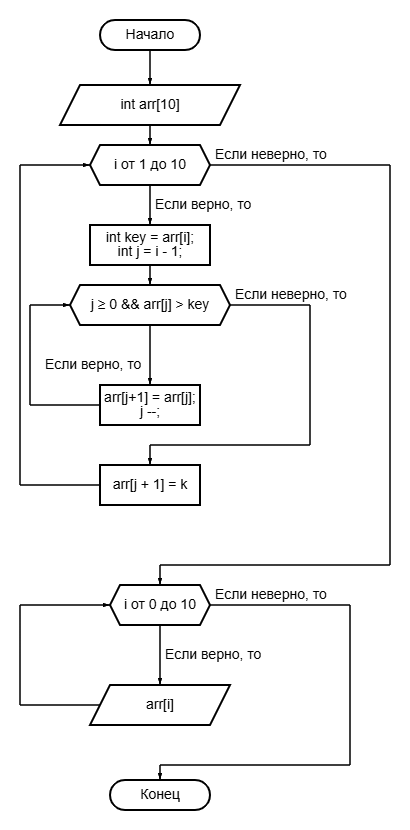 Начало
int arr[10]
i от 1 до 10
Если неверно, то
Если верно, то
int key = arr[i];
int j = i - 1;
j ≥ 0 && arr[j] > key
Если неверно, то
Если верно, то
arr[j+1] = arr[j];
j --;
arr[j + 1] = k
i от 0 до 10
Если неверно, то
Если верно, то
arr[i]
Конец